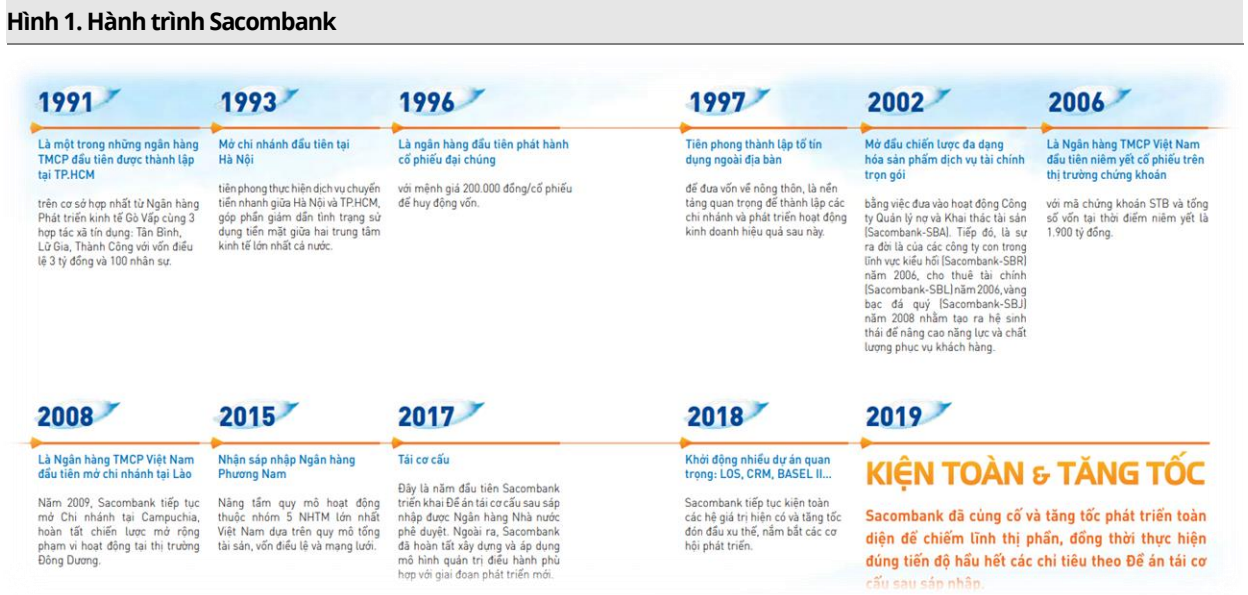 Hình 1. Hành trình Sacombank
1991
Là một trong những ngân hàng
TMCP đầu tiên được thành lập
tại TP.HCM
trên cơ sở hợp nhất từ Ngân hàng
Phát triển kinh tế Gò Vấp cùng 3
hợp tác xã tín dụng: Tân Bình,
Lữ Gia, Thành Công với vốn điều
lệ 3 tỷ đồng và 100 nhân sự.
1993
Mở chi nhánh đầu tiên tại
Hà Nội
tiên phong thực hiện dịch vụ chuyển
tiền nhanh giữa Hà Nội và TP.HCM,
góp phần giảm dần tình trạng sử
dụng tiền mặt giữa hai trung tâm
kinh tế lớn nhất cả nước.
1996
Là ngân hàng đầu tiên phát hành
cổ phiếu đại chúng
với mệnh giá 200.000 đồng/cổ phiếu
để huy động vốn.
1997
Tiên phong thành lập tổ tín
dụng ngoài địa bàn
để đưa vốn về nông thôn, là nền
tảng quan trọng để thành lập các
chi nhánh và phát triển hoạt động
kinh doanh hiệu quả sau này.
2002
Mở đầu chiến lược đa dạng
hóa sản phẩm dịch vụ tài chính
trọn gói
bằng việc đưa vào hoạt động Công
ty Quản lý nợ và Khai thác tài sản
(Sacombank-SBA). Tiếp đó, là sự
ra đời là của các công ty con trong
lĩnh vực kiều hối (Sacombank-SBR)
năm 2006, cho thuê tài chính
(Sacombank-SBL) năm 2006, vàng
bạc đá quý (Sacombank-SBJ)
năm 2008 nhằm tạo ra hệ sinh
thái để nâng cao năng lực và chất
lượng phục vụ khách hàng.
2006
Là Ngân hàng TMCP Việt Nam
đầu tiên niêm yết cổ phiếu trên
thị trường chứng khoán
với mã chứng khoán STB và tổng
số vốn tại thời điểm niêm yết là
1.900 tỷ đồng.
2008
Là Ngân hàng TMCP Việt Nam
đầu tiên mở chi nhánh tại Lào
Năm 2009, Sacombank tiếp tục
mở Chi nhánh tại Campuchia,
hoàn tất chiến lược mở rộng
phạm vi hoạt động tại thị trường
Đông Dương.
2015
Nhận sáp nhập Ngân hàng
Phương Nam
Nâng tầm quy mô hoạt động
thuộc nhóm 5 NHTM lớn nhất
Việt Nam dựa trên quy mô tổng
tài sản, vốn điều lệ và mạng lưới.
2017
Tái cơ cấu
Đây là năm đầu tiên Sacombank
triển khai Đề án tái cơ cấu sau sáp
nhập được Ngân hàng Nhà nước
phê duyệt. Ngoài ra, Sacombank
đã hoàn tất xây dựng và áp dụng
mô hình quản trị điều hành phù
hợp với giai đoạn phát triển mới.
2018
Khởi động nhiều dự án quan
trọng: LOS, CRM, BASEL II...
Sacombank tiếp tục kiện toàn
các hệ giá trị hiện có và tăng tốc
đón đầu xu thế, nắm bắt các cơ
hội phát triển.
2019
KIỆN TOÀN & TĂNG TỐC
Sacombank đã củng cố và tăng tốc phát triển toàn
diện để chiếm lĩnh thị phần, đồng thời thực hiện
đúng tiến độ hầu hết các chỉ tiêu theo Đề án tái cơ
cấu sau sáp nhập.